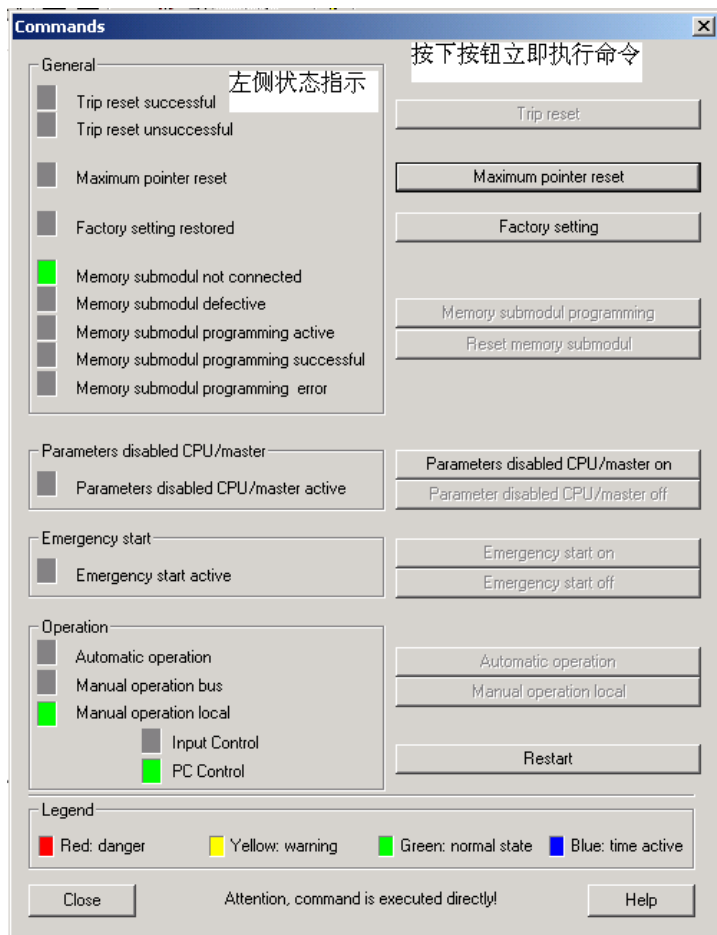 Commands
按下按钮立即执行命令
General
左侧状态指示
Trip reset successful
Trip reset
Trip reset unsuccessful
Maximum pointer reset
Maximum pointer reset
Factory setting restored
Factory setting
Memory submodul not connected
Memory submodul defective
Memory submodul programming
Memory submodul programming active
Reset memory submodul
Memory submodul programming successful
Memory submodul programming error
Parameters disabled CPU/master
Parameters disabled CPU/master on
Parameters disabled CPU/master active
Parameter disabled CPU/master off
Emergency start
Emergency start on
Emergency start active
Emergency start off
Operation
Automatic operation
Automatic operation
Manual operation bus
Manual operation local
Manual operation local
Input Control
Restart
PC Control
Legend
Red: danger
Yellow: warning
Green: normal state
Blue: time active
Close
Attention, command is executed directly!
Help